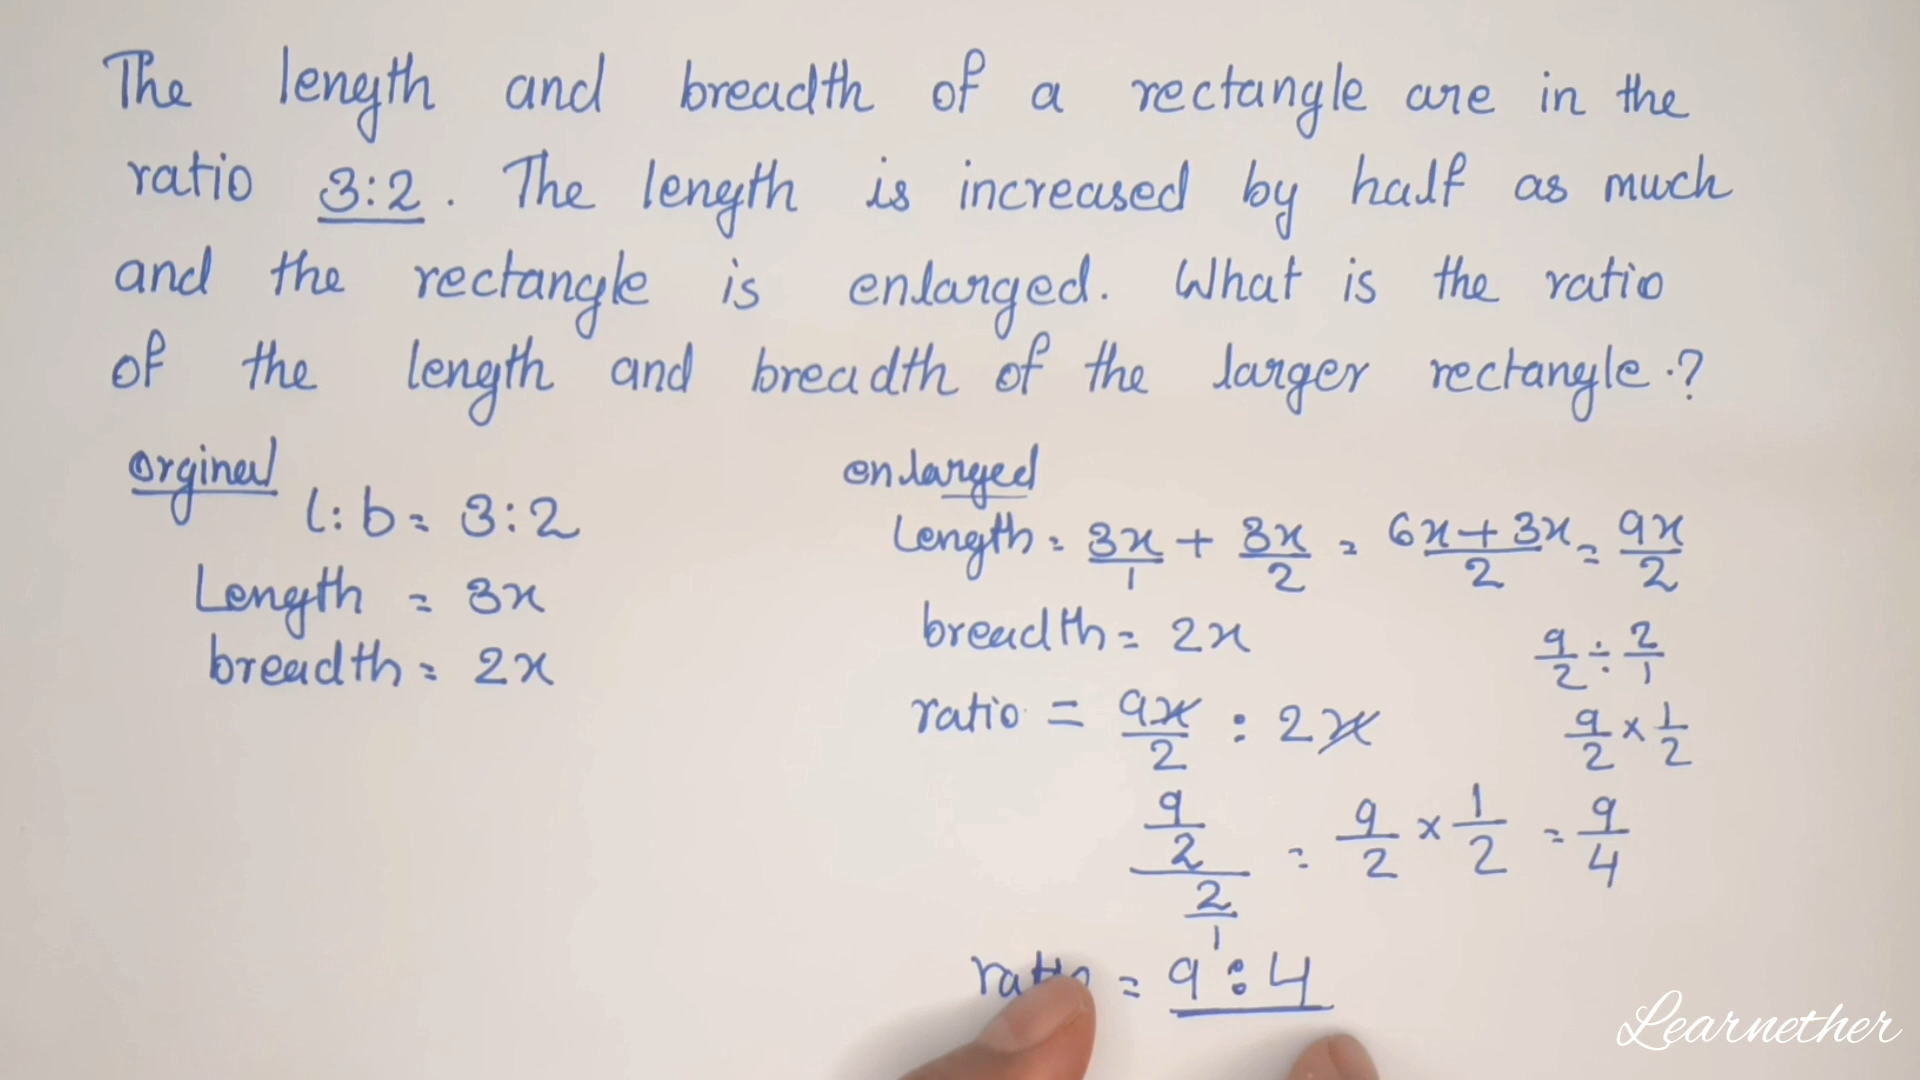 The length and breadth of a rectangle are in the
ratio 3:2. The length is increased by half as much
and the rectangle is enlarged. What is the ratio
of the length and breadth of the larger rectangle.?
orginal
l:b = 3:2
Length = 3x
breadth = 2x
enlarged
Length = 3x/1 + 3x/2 = 6x+3x/2 = 9x/2
breadth = 2x
9/2 ÷ 2/1
ratio = 9x/2 : 2x
9/2 x 1/2
9/2 / 2/1 = 9/2 x 1/2 = 9/4
ratio = 9:4
Learnether